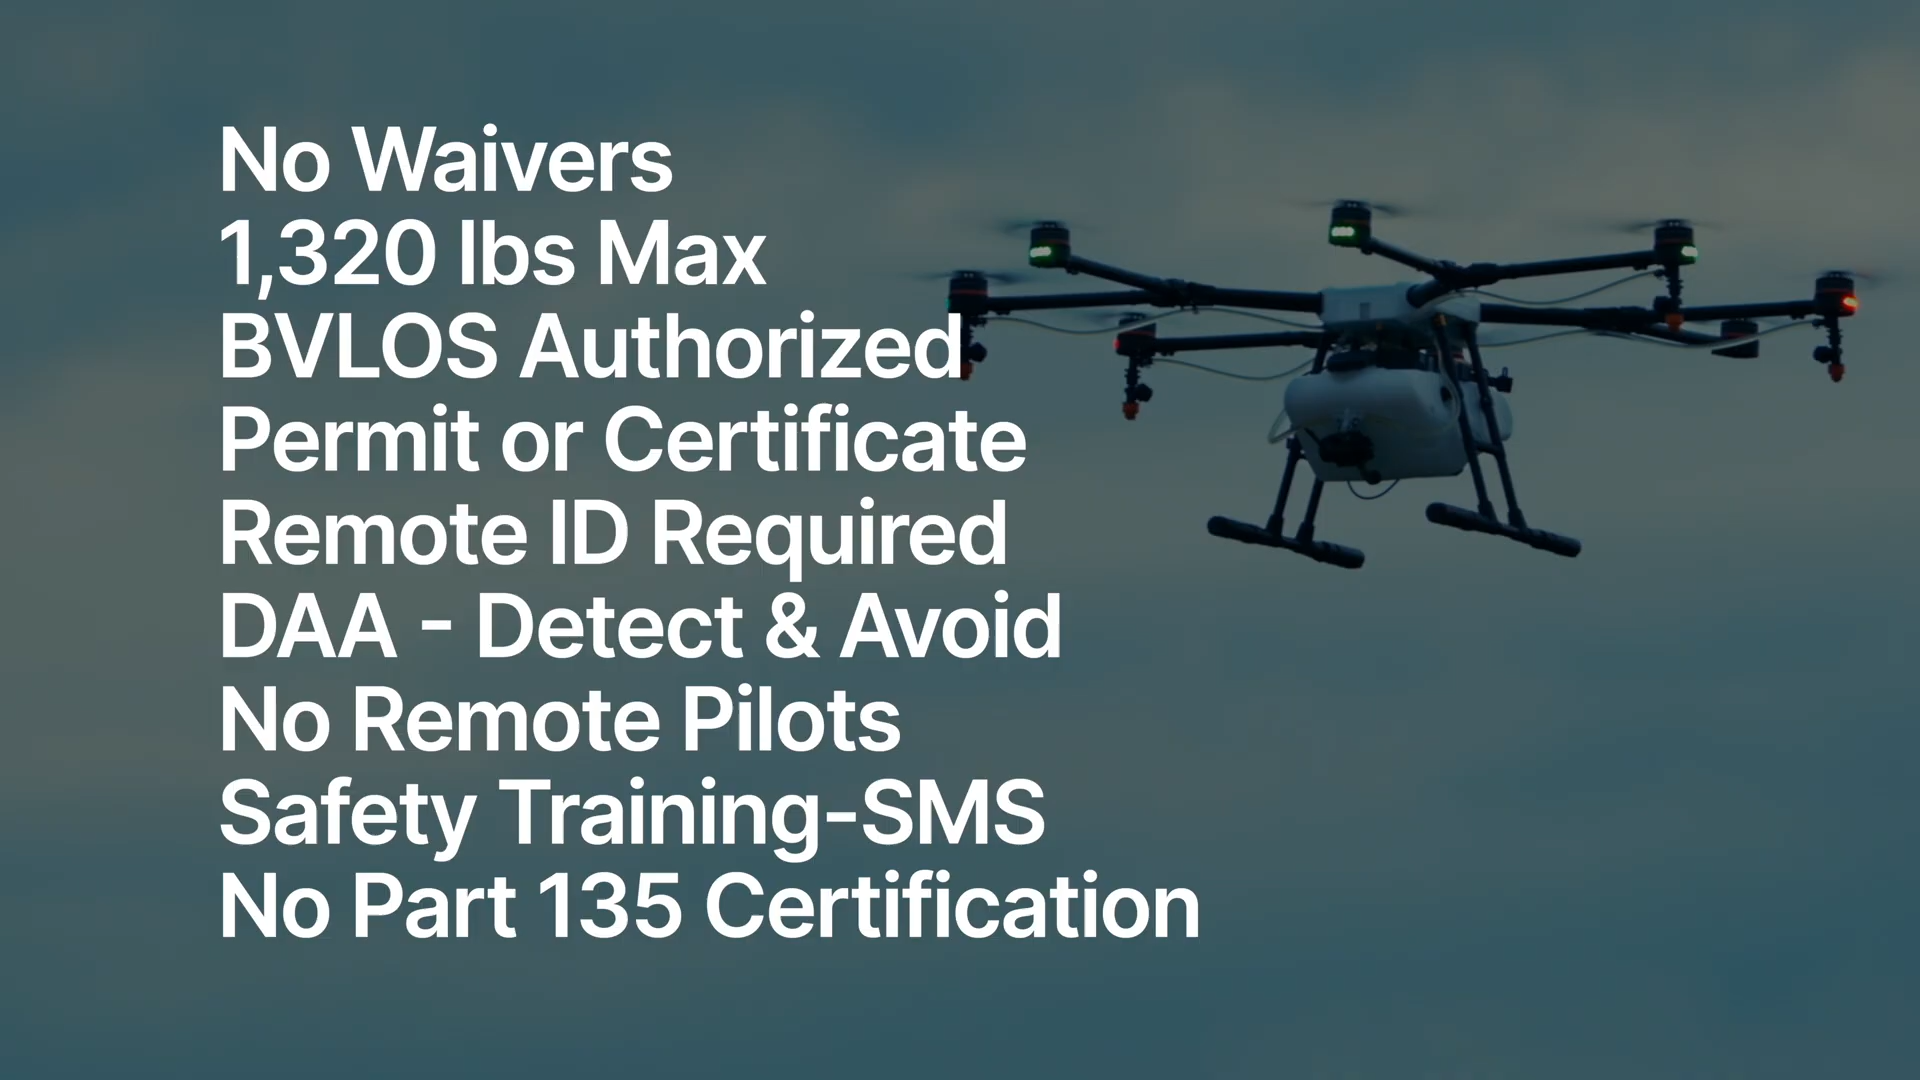 No Waivers
1,320 lbs Max
BVLOS Authorized
Permit or Certificate
Remote ID Required
DAA - Detect & Avoid
No Remote Pilots
Safety Training-SMS
No Part 135 Certification